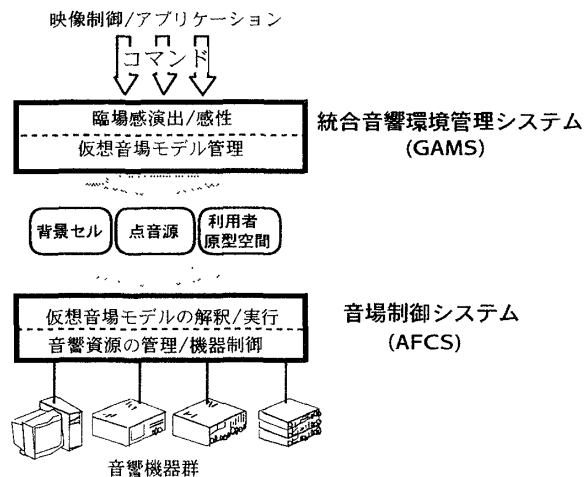 映像制御/アプリケーション
コマンド
臨場感演出/感性
仮想音場モデル管理
統合音響環境管理システム
(GAMS)
背景セル
点音源
利用者
原型空間
仮想音場モデルの解釈/実行
音響資源の管理/機器制御
音場制御システム
(AFCS)
音響機器群